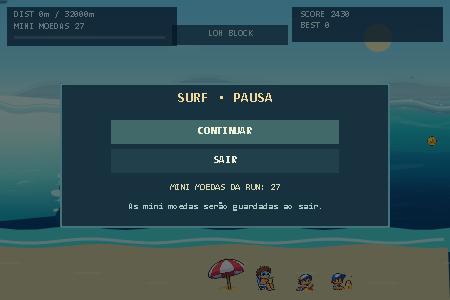 DIST 0m / 32000m
MINI MOEDAS 27
LOH BLOCK
SCORE 2430
BEST 0
SURF • PAUSA
CONTINUAR
SAIR
MINI MOEDAS DA RUN: 27
As mini moedas serão guardadas ao sair.